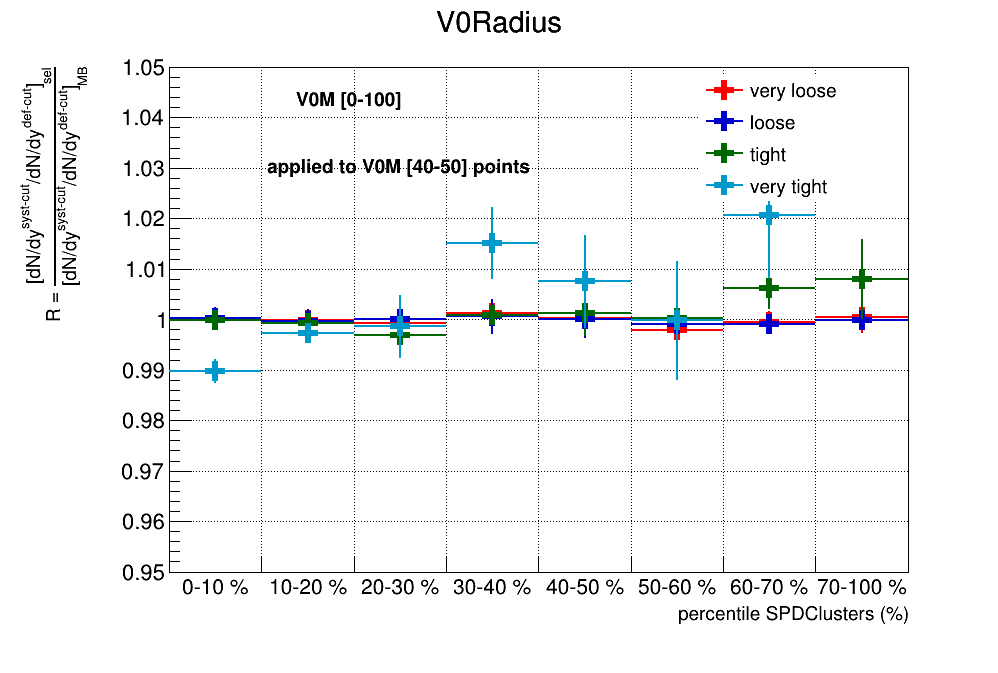 V0Radius
R = [dN/dy^syst-cut/dN/dy^def-cut]_sel
[dN/dy^syst-cut/dN/dy^def-cut]_MB
1.05
1.04
1.03
1.02
1.01
1
0.99
0.98
0.97
0.96
0.95
V0M [0-100]
applied to V0M [40-50] points
very loose
loose
tight
very tight
0-10 % 10-20 % 20-30 % 30-40 % 40-50 % 50-60 % 60-70 % 70-100 %
percentile SPDClusters (%)